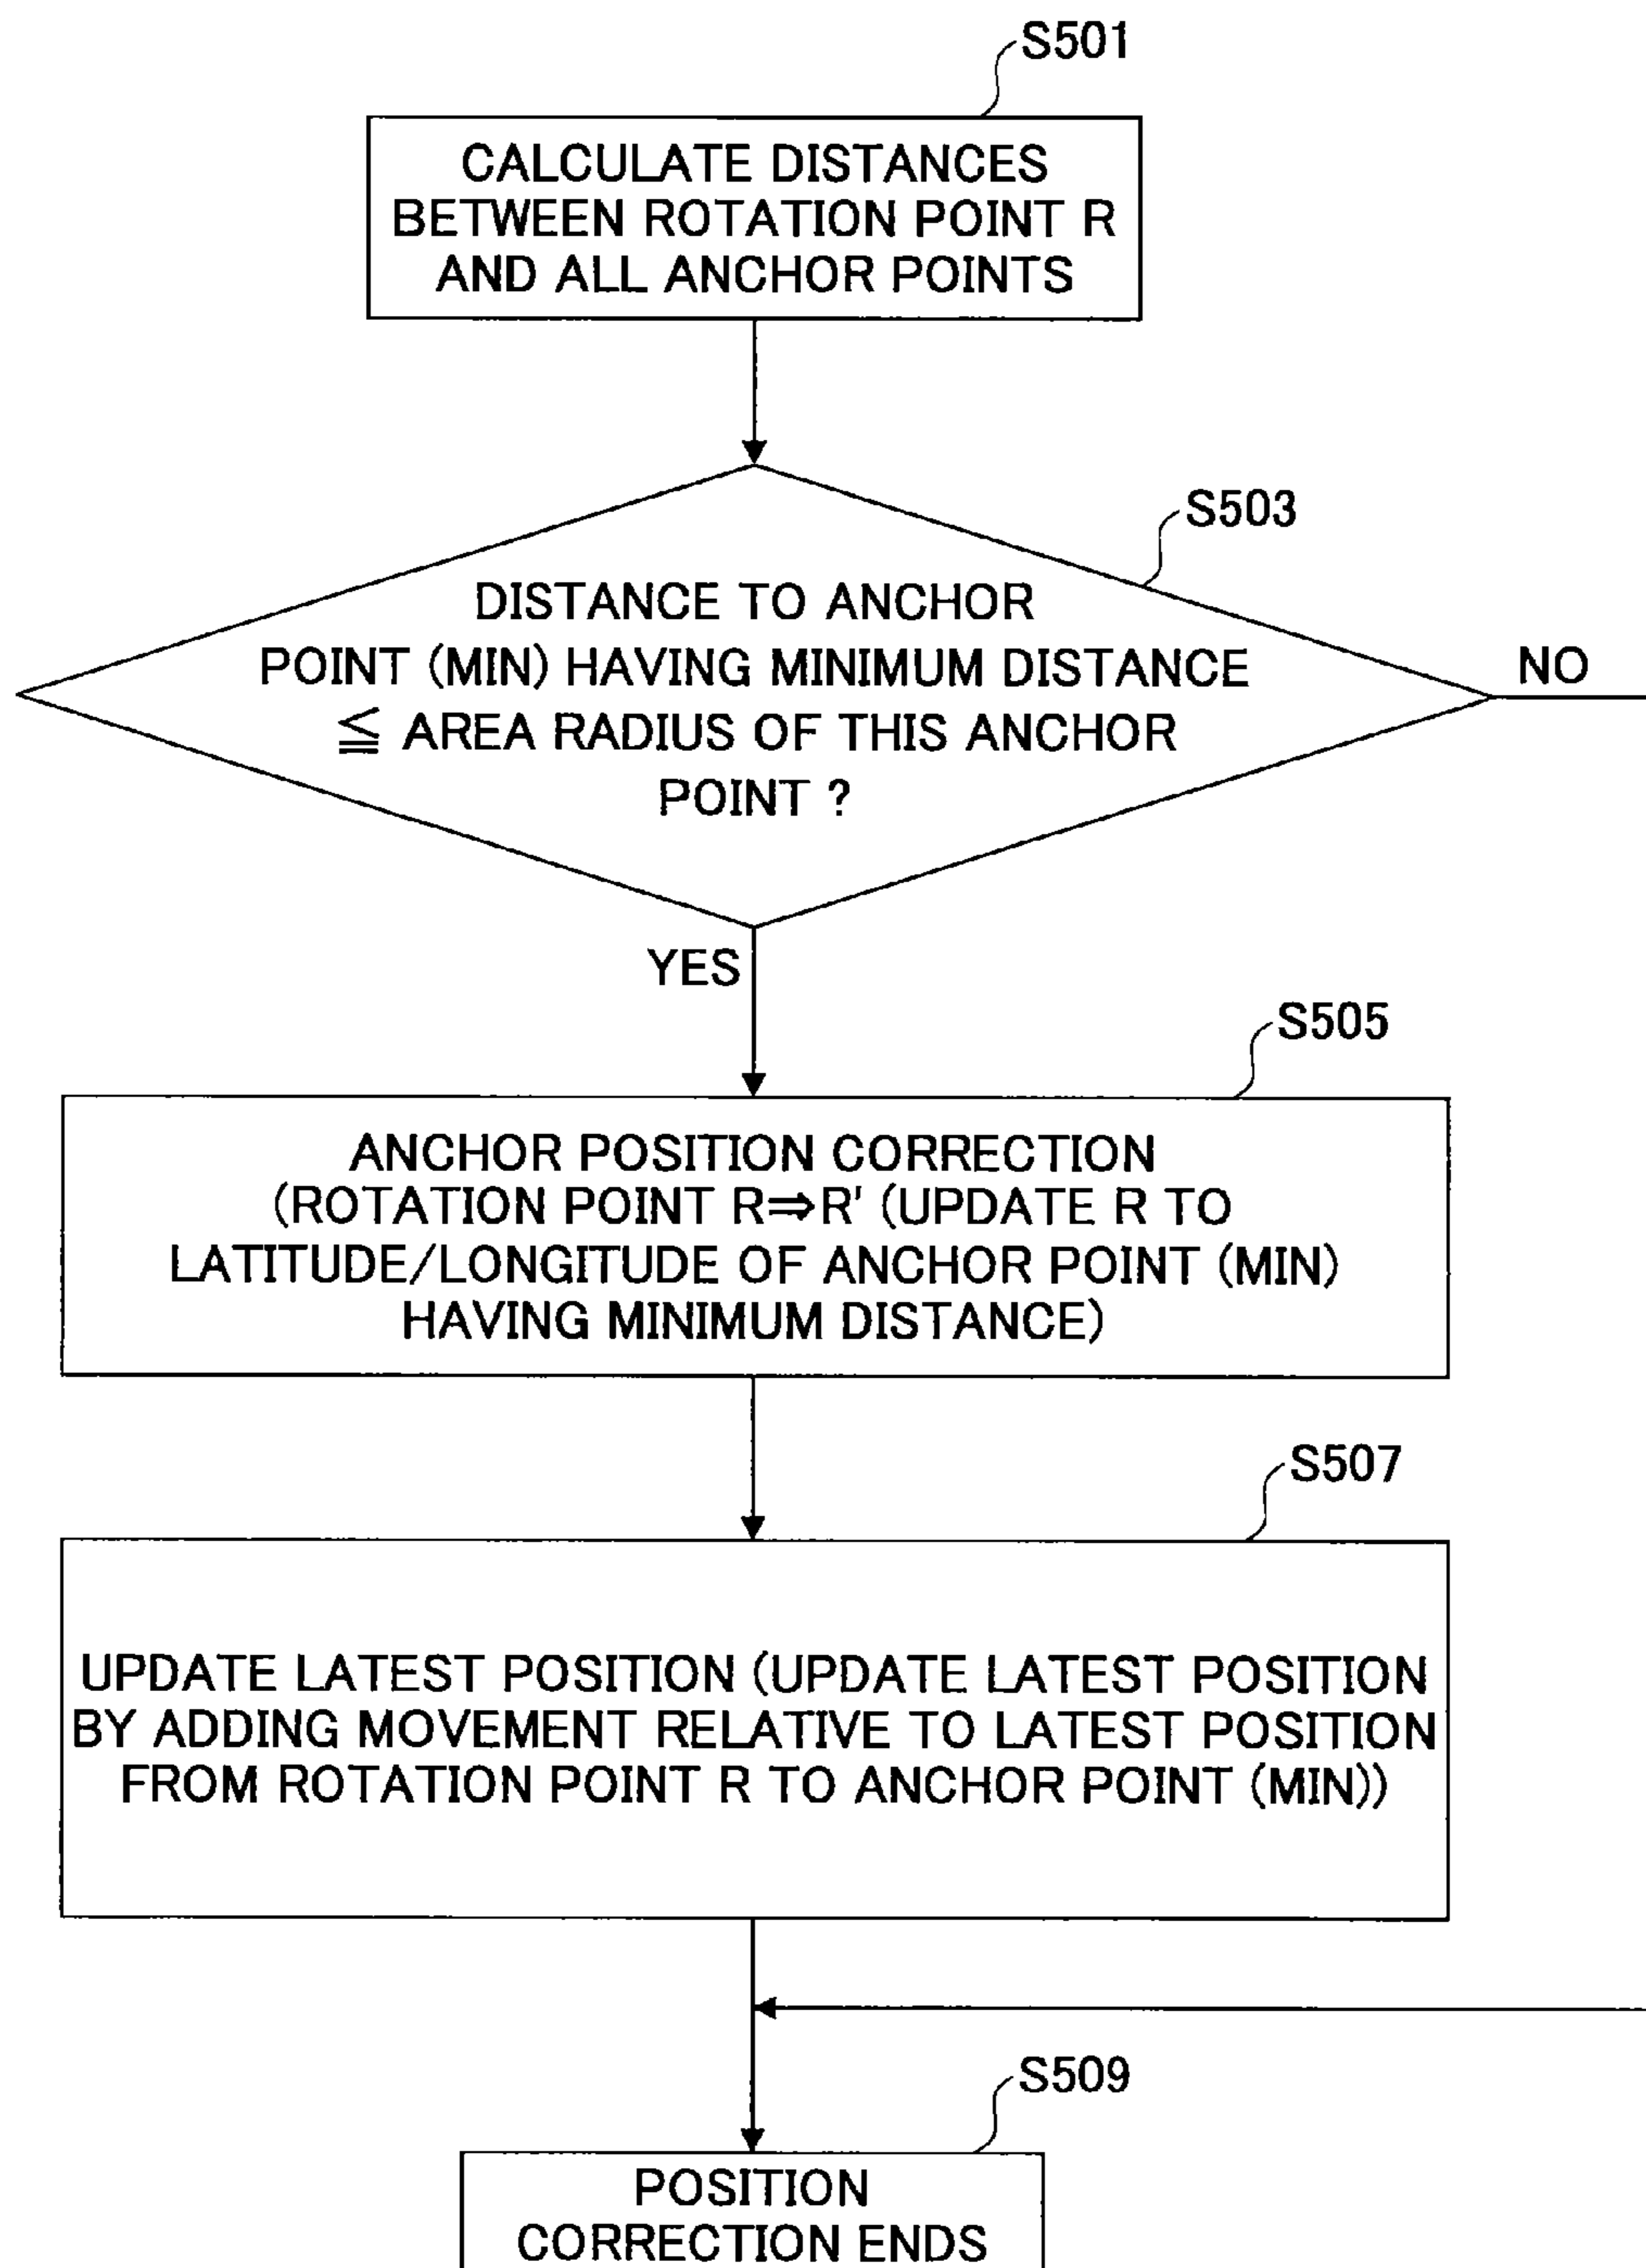 S501
CALCULATE DISTANCES
BETWEEN ROTATION POINT R
AND ALL ANCHOR POINTS
S503
DISTANCE TO ANCHOR
POINT (MIN) HAVING MINIMUM DISTANCE
≦ AREA RADIUS OF THIS ANCHOR
POINT ?
NO
YES
S505
ANCHOR POSITION CORRECTION
(ROTATION POINT R⇒R' (UPDATE R TO
LATITUDE/LONGITUDE OF ANCHOR POINT (MIN)
HAVING MINIMUM DISTANCE)
S507
UPDATE LATEST POSITION (UPDATE LATEST POSITION
BY ADDING MOVEMENT RELATIVE TO LATEST POSITION
FROM ROTATION POINT R TO ANCHOR POINT (MIN))
S509
POSITION
CORRECTION ENDS